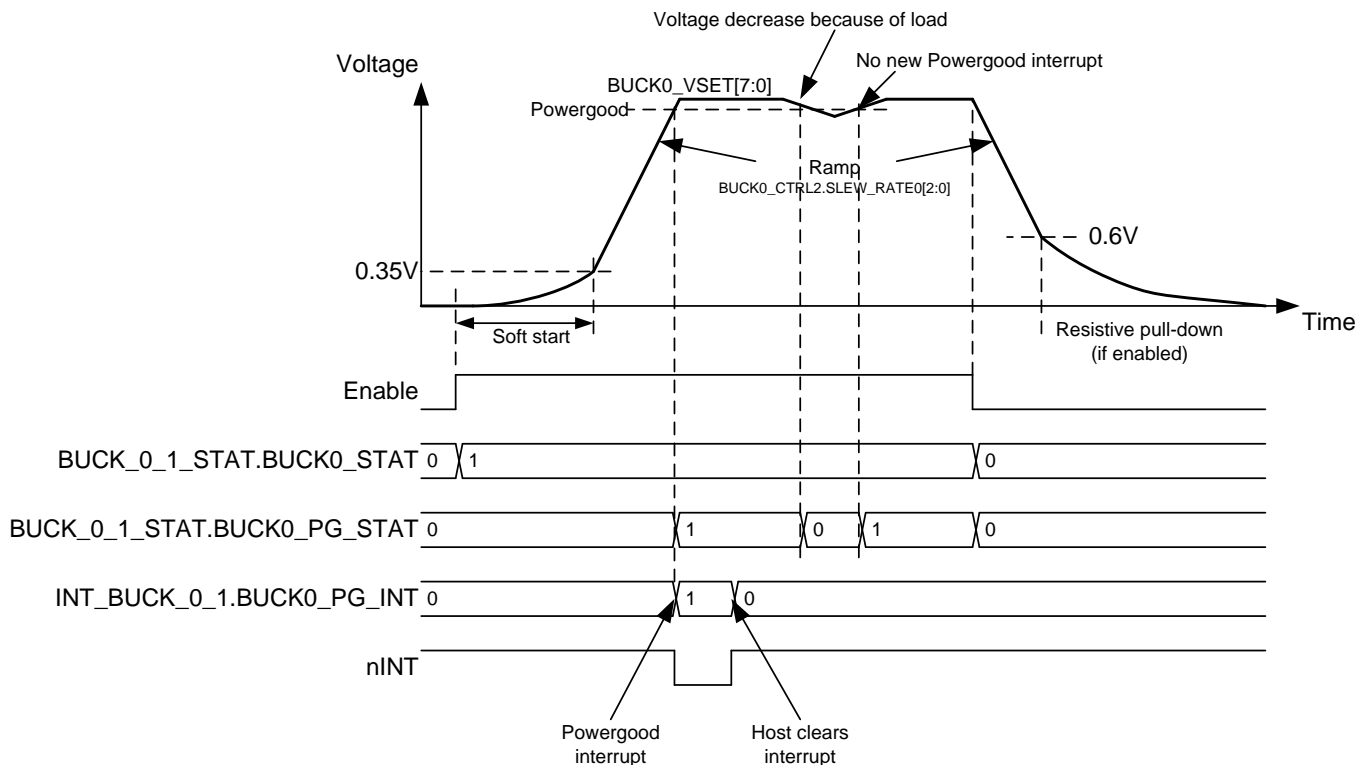 Voltage decrease because of load
Voltage
No new Powergood interrupt
BUCK0_VSET[7:0]
Powergood
Ramp
BUCK0_CTRL2.SLEW_RATE0[2:0]
0.6V
0.35V
Soft start
Resistive pull-down
(if enabled)
Time
Enable
BUCK_0_1_STAT.BUCK0_STAT 0 1 0
BUCK_0_1_STAT.BUCK0_PG_STAT 0 1 0 1 0
INT_BUCK_0_1.BUCK0_PG_INT 0 1 0
nINT
Powergood
interrupt
Host clears
interrupt